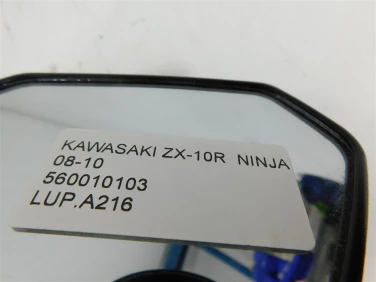 KAWASAKI ZX-10R NINJA
08-10
560010103
LUP.A216